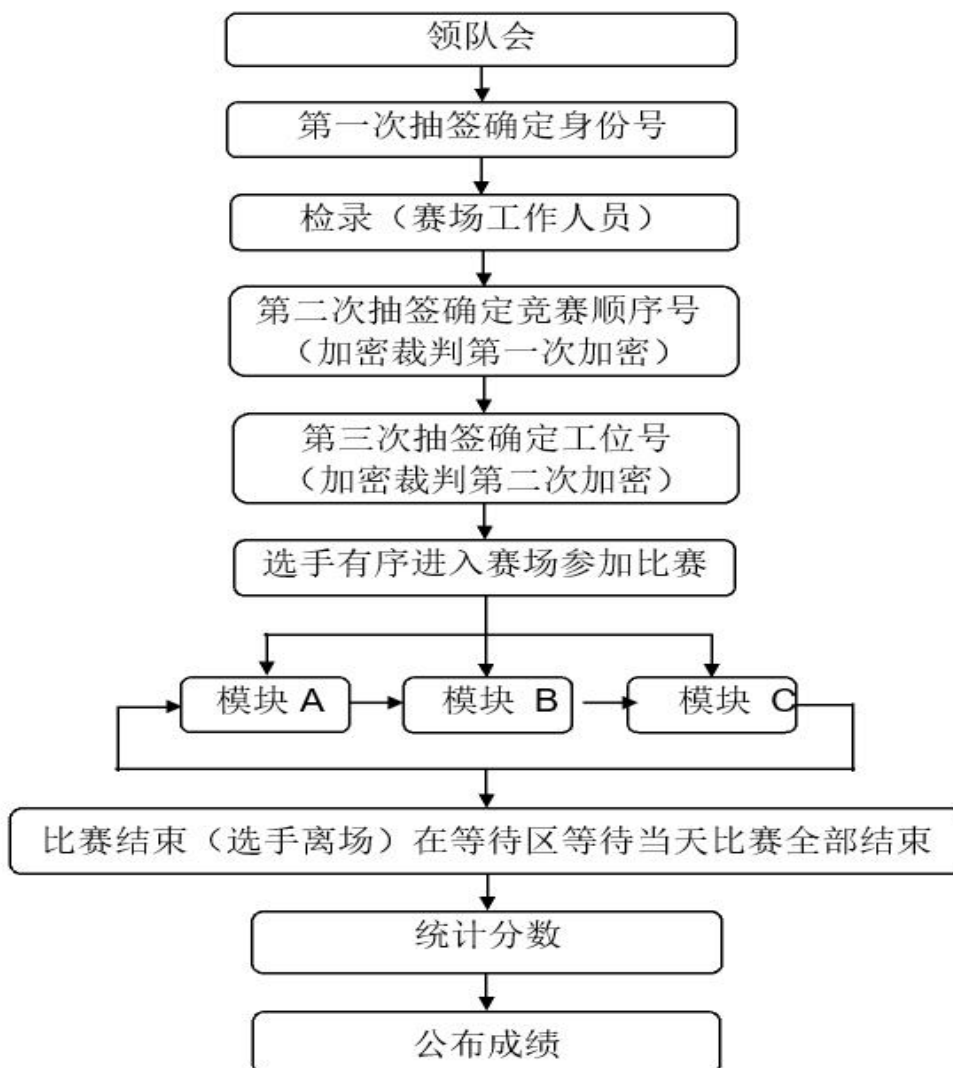 领队会
第一次抽签确定身份号
检录（赛场工作人员）
第二次抽签确定竞赛顺序号
（加密裁判第一次加密）
第三次抽签确定工位号
（加密裁判第二次加密）
选手有序进入赛场参加比赛
模块 A
模块 B
模块 C
比赛结束（选手离场）在等待区等待当天比赛全部结束
统计分数
公布成绩